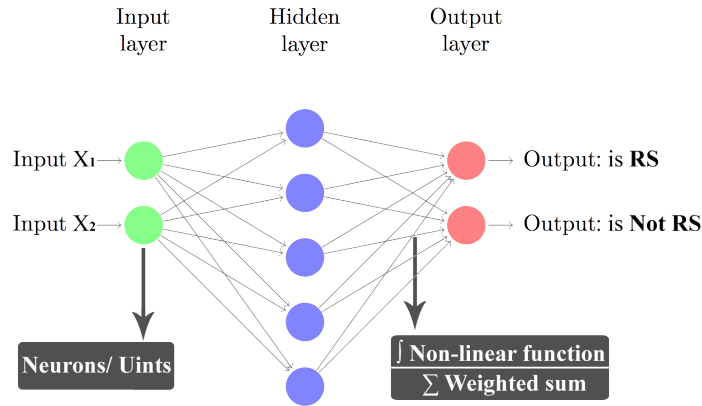 Input
layer
Hidden
layer
Output
layer
Input X1
Output: is RS
Input X2
Output: is Not RS
Neurons/ Uints
∫ Non-linear function
∑ Weighted sum